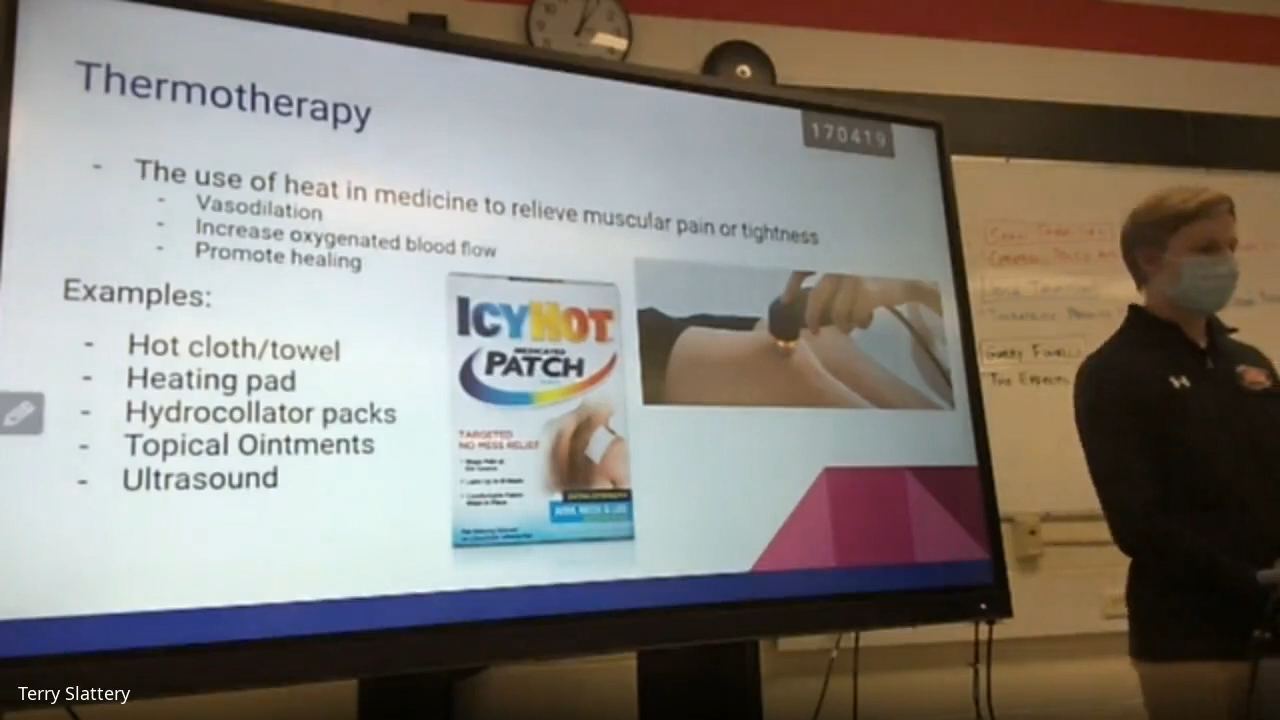 Thermotherapy
170419
- The use of heat in medicine to relieve muscular pain or tightness
- Vasodilation
- Increase oxygenated blood flow
- Promote healing
Examples:
- Hot cloth/towel
- Heating pad
- Hydrocollator packs
- Topical Ointments
- Ultrasound
ICY HOT
MEDICATED
PATCH
TARGETED
NO MESS RELIEF
Terry Slattery